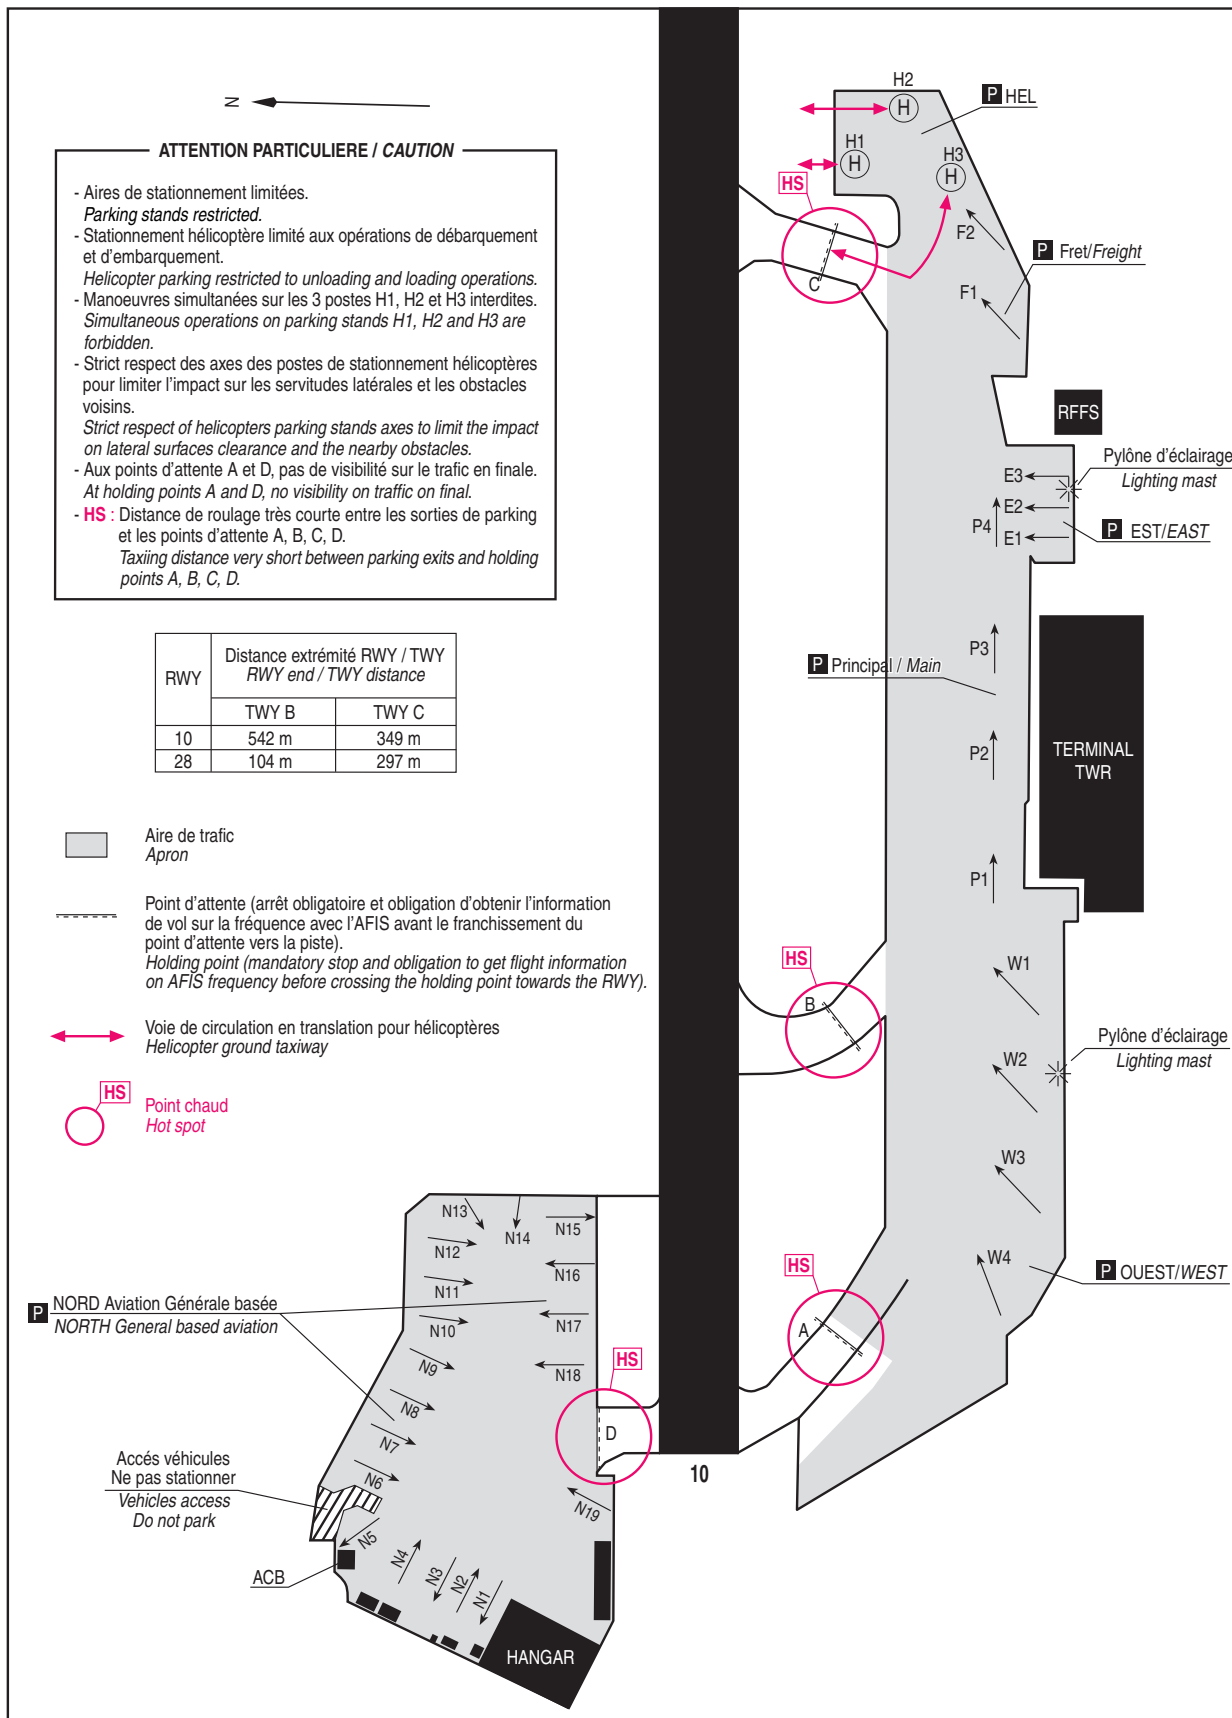 N
ATTENTION PARTICULIERE / CAUTION
- Aires de stationnement limitées.
Parking stands restricted.
- Stationnement hélicoptère limité aux opérations de débarquement
et d'embarquement.
Helicopter parking restricted to unloading and loading operations.
- Manoeuvres simultanées sur les 3 postes H1, H2 et H3 interdites.
Simultaneous operations on parking stands H1, H2 and H3 are
forbidden.
- Strict respect des axes des postes de stationnement hélicoptères
pour limiter l'impact sur les servitudes latérales et les obstacles
voisins.
Strict respect of helicopters parking stands axes to limit the impact
on lateral surfaces clearance and the nearby obstacles.
- Aux points d'attente A et D, pas de visibilité sur le trafic en finale.
At holding points A and D, no visibility on traffic on final.
- HS : Distance de roulage très courte entre les sorties de parking
et les points d'attente A, B, C, D.
Taxiing distance very short between parking exits and holding
points A, B, C, D.
RWY
Distance extrémité RWY / TWY
RWY end / TWY distance
TWY B TWY C
10 542 m 349 m
28 104 m 297 m
Aire de trafic
Apron
Point d'attente (arrêt obligatoire et obligation d'obtenir l'information
de vol sur la fréquence avec l'AFIS avant le franchissement du
point d'attente vers la piste).
Holding point (mandatory stop and obligation to get flight information
on AFIS frequency before crossing the holding point towards the RWY).
Voie de circulation en translation pour hélicoptères
Helicopter ground taxiway
HS
Point chaud
Hot spot
H2
H
P HEL
H1
H
H3
H
HS
C
F2
P Fret/Freight
F1
RFFS
Pylône d'éclairage
Lighting mast
E3
E2
P4
E1
P EST/EAST
P3
P Principal / Main
P2
TERMINAL
TWR
P1
HS
B
W1
Pylône d'éclairage
Lighting mast
W2
W3
W4
P OUEST/WEST
HS
A
N13
N14
N15
N12
N16
N11
N10
N17
P NORD Aviation Générale basée
NORTH General based aviation
N9
N18
HS
N8
D
N7
10
Accés véhicules
Ne pas stationner
Vehicles access
Do not park
N6
N19
N5
N4
N3
N2
N1
ACB
HANGAR